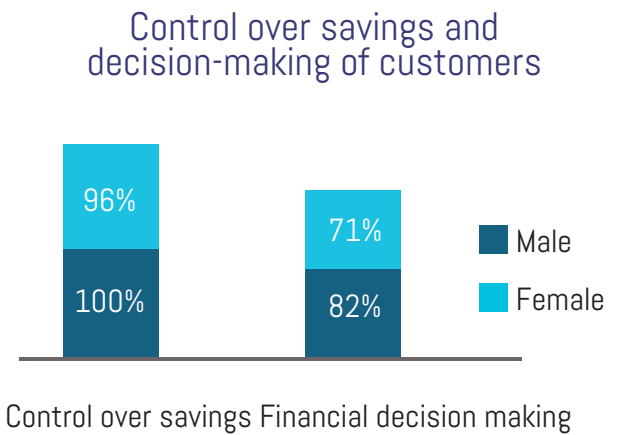 Control over savings and
decision-making of customers
96%
71%
100%
82%
Male
Female
Control over savings Financial decision making